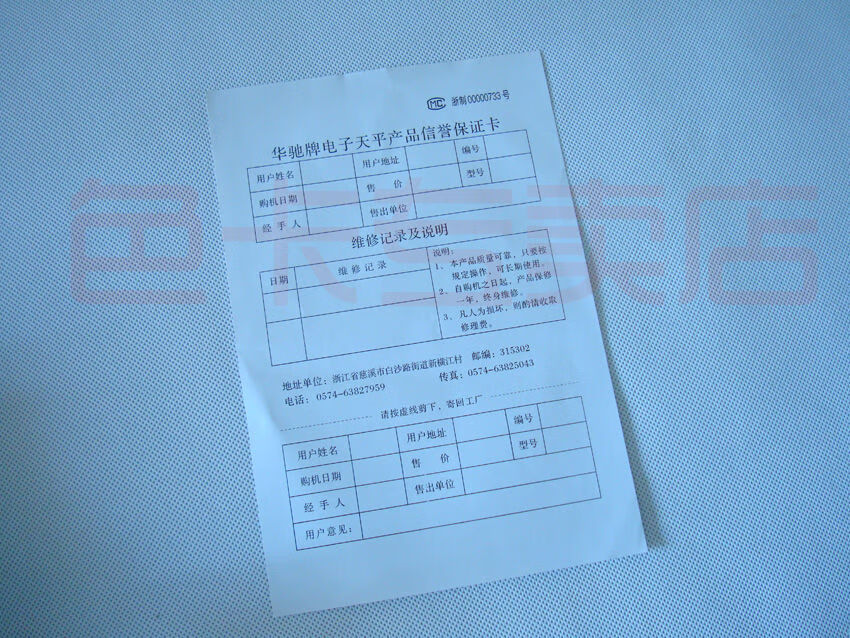 MC 浙制00000733号
华驰牌电子天平产品信誉保证卡
用户姓名 用户地址 编号
购机日期 售 价 型号
经 手 人 售出单位
维修记录及说明
日期 维 修 记 录
说明:
1、本产品质量可靠，只要按
规定操作，可长期使用。
2、自购机之日起，产品保修
一年，终身维修。
3、凡人为损坏，则酌请收取
修理费。
地址单位: 浙江省慈溪市白沙路街道新横江村 邮编: 315302
电话: 0574-63827959 传真: 0574-63825043
请按虚线剪下，寄回工厂
用户姓名 用户地址 编号
购机日期 售 价 型号
经 手 人 售出单位
用户意见:
色卡专卖店